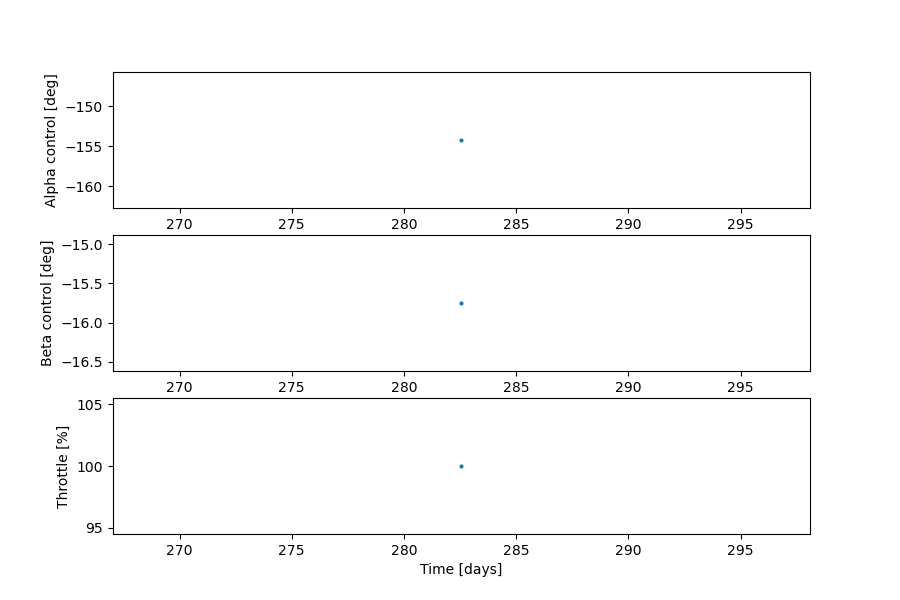 Alpha control [deg]
−150
−155
−160
270 275 280 285 290 295
Beta control [deg]
−15.0
−15.5
−16.0
−16.5
270 275 280 285 290 295
Throttle [%]
105
100
95
270 275 280 285 290 295
Time [days]